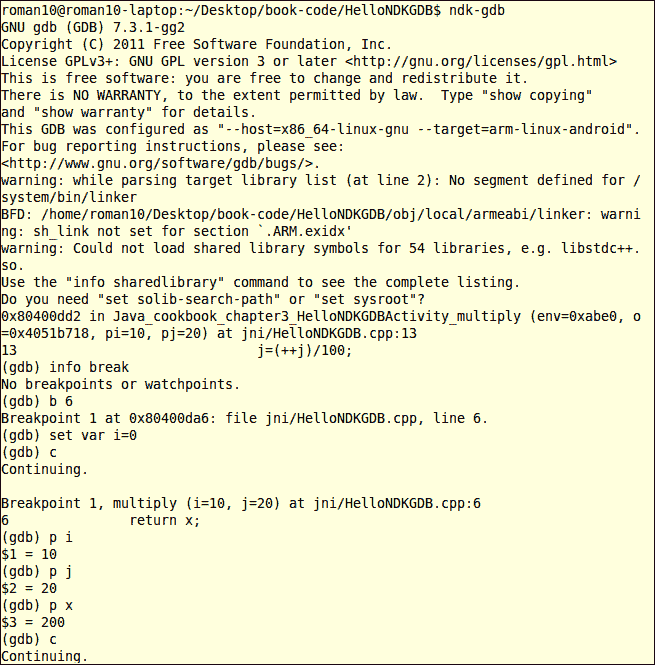 roman10@roman10-laptop:~/Desktop/book-code/HelloNDKGDB$ ndk-gdb
GNU gdb (GDB) 7.3.1-gg2
Copyright (C) 2011 Free Software Foundation, Inc.
License GPLv3+: GNU GPL version 3 or later <http://gnu.org/licenses/gpl.html>
This is free software: you are free to change and redistribute it.
There is NO WARRANTY, to the extent permitted by law.  Type "show copying"
and "show warranty" for details.
This GDB was configured as "--host=x86_64-linux-gnu --target=arm-linux-android".
For bug reporting instructions, please see:
<http://www.gnu.org/software/gdb/bugs/>.
warning: while parsing target library list (at line 2): No segment defined for /
system/bin/linker
BFD: /home/roman10/Desktop/book-code/HelloNDKGDB/obj/local/armeabi/linker: warni
ng: sh_link not set for section `.ARM.exidx'
warning: Could not load shared library symbols for 54 libraries, e.g. libstdc++.
so.
Use the "info sharedlibrary" command to see the complete listing.
Do you need "set solib-search-path" or "set sysroot"?
0x80400dd2 in Java_cookbook_chapter3_HelloNDKGDBActivity_multiply (env=0xabe0, o
=0x4051b718, pi=10, pj=20) at jni/HelloNDKGDB.cpp:13
13                              j=(++j)/100;
(gdb) info break
No breakpoints or watchpoints.
(gdb) b 6
Breakpoint 1 at 0x80400da6: file jni/HelloNDKGDB.cpp, line 6.
(gdb) set var i=0
(gdb) c
Continuing.

Breakpoint 1, multiply (i=10, j=20) at jni/HelloNDKGDB.cpp:6
6               return x;
(gdb) p i
$1 = 10
(gdb) p j
$2 = 20
(gdb) p x
$3 = 200
(gdb) c
Continuing.